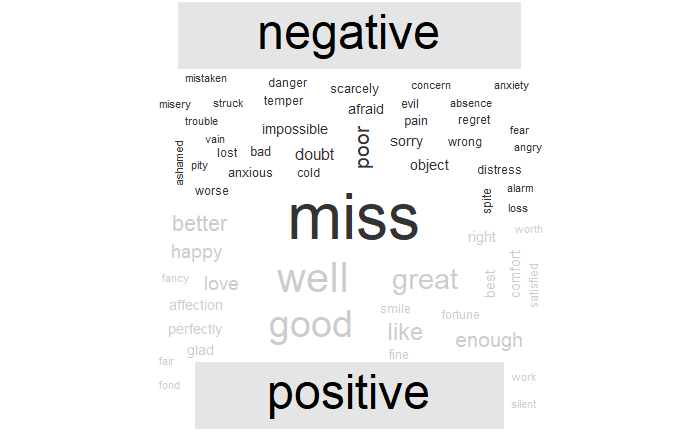 negative
mistaken danger scarcely concern anxiety
misery struck temper afraid evil absence
trouble impossible poor pain regret fear
vain sorry wrong angry
ashamed lost bad doubt object
pity anxious cold distress
worse spite alarm
miss loss
better right worth
happy comfort
fancy love well great best satisfied
affection smile fortune
perfectly good like enough
glad fine
fair
fond positive work
silent